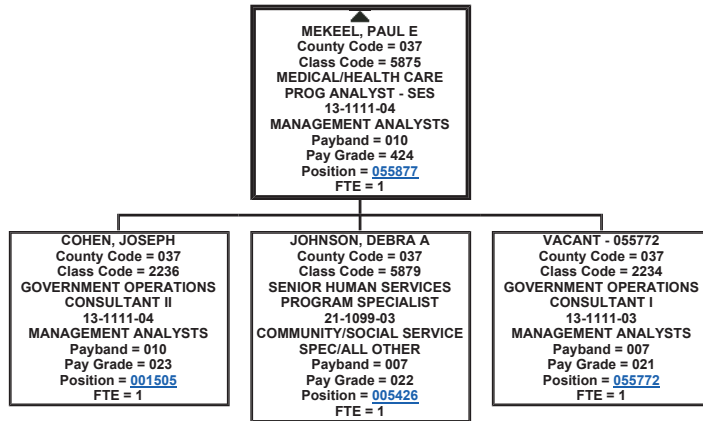 MEKEEL, PAUL E
County Code = 037
Class Code = 5875
MEDICAL/HEALTH CARE
PROG ANALYST - SES
13-1111-04
MANAGEMENT ANALYSTS
Payband = 010
Pay Grade = 424
Position = 055877
FTE = 1
COHEN, JOSEPH
County Code = 037
Class Code = 2236
GOVERNMENT OPERATIONS
CONSULTANT II
13-1111-04
MANAGEMENT ANALYSTS
Payband = 010
Pay Grade = 023
Position = 001505
FTE = 1
JOHNSON, DEBRA A
County Code = 037
Class Code = 5879
SENIOR HUMAN SERVICES
PROGRAM SPECIALIST
21-1099-03
COMMUNITY/SOCIAL SERVICE
SPEC/ALL OTHER
Payband = 007
Pay Grade = 022
Position = 005426
FTE = 1
VACANT - 055772
County Code = 037
Class Code = 2234
GOVERNMENT OPERATIONS
CONSULTANT I
13-1111-03
MANAGEMENT ANALYSTS
Payband = 007
Pay Grade = 021
Position = 055772
FTE = 1